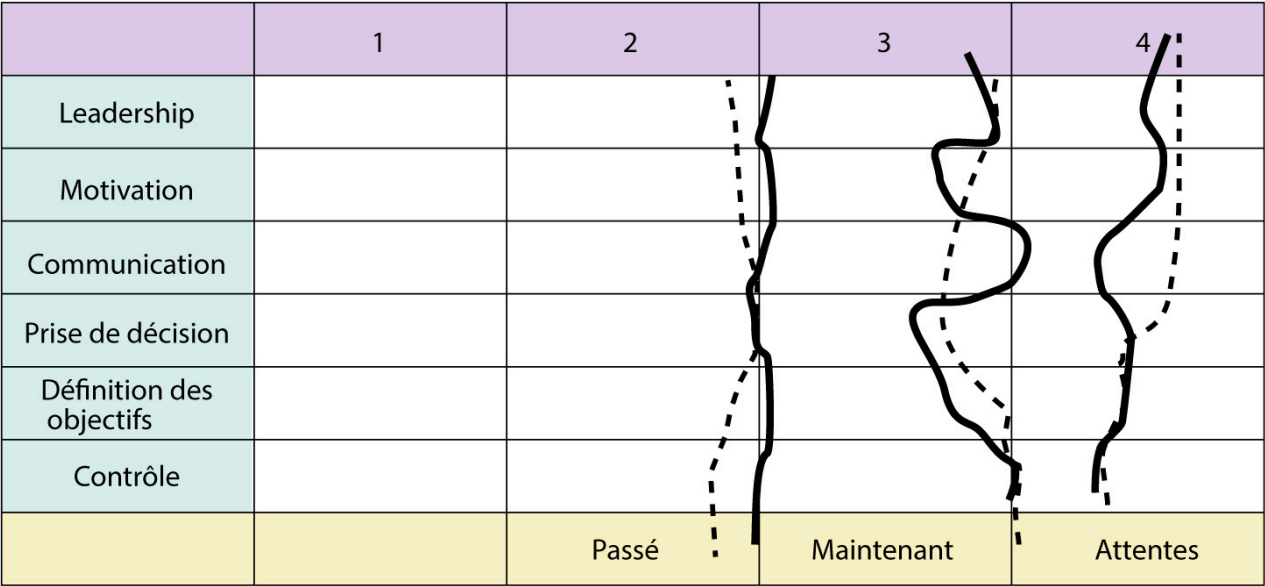 1 2 3 4
Leadership
Motivation
Communication
Prise de décision
Définition des
objectifs
Contrôle
Passé Maintenant Attentes